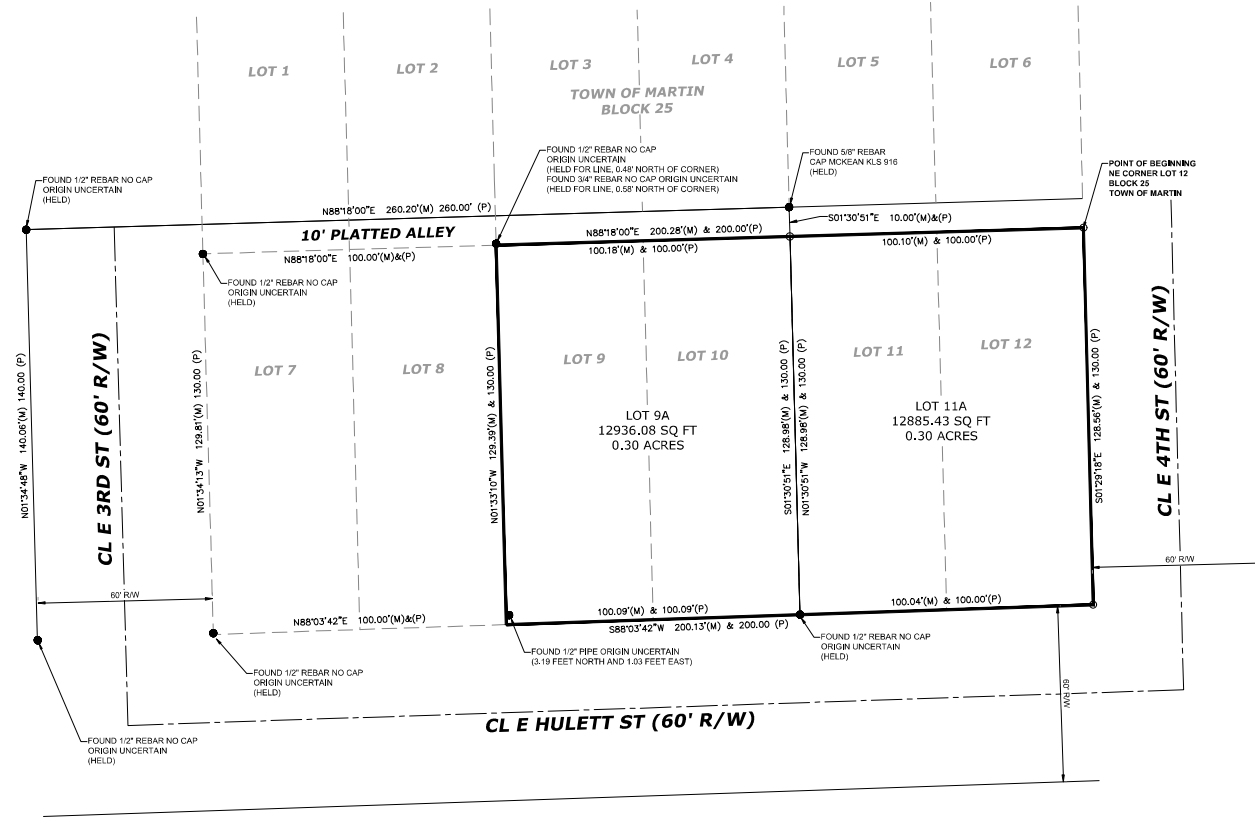 LOT 1
LOT 2
LOT 3
LOT 4
LOT 5
LOT 6
TOWN OF MARTIN
BLOCK 25
FOUND 1/2" REBAR NO CAP
ORIGIN UNCERTAIN
(HELD)
FOUND 1/2" REBAR NO CAP
ORIGIN UNCERTAIN
(HELD FOR LINE, 0.48' NORTH OF CORNER)
FOUND 3/4" REBAR NO CAP ORIGIN UNCERTAIN
(HELD FOR LINE, 0.58' NORTH OF CORNER)
FOUND 5/8" REBAR
CAP MCKEAN KLS 916
(HELD)
POINT OF BEGINNING
NE CORNER LOT 12
BLOCK 25
TOWN OF MARTIN
N88°18'00"E 260.20'(M) 260.00' (P)
S01°30'51"E 10.00'(M)&(P)
10' PLATTED ALLEY
N88°18'00"E 200.28'(M) & 200.00'(P)
100.18'(M) & 100.00'(P)
100.10'(M) & 100.00'(P)
N88°18'00"E 100.00'(M)&(P)
FOUND 1/2" REBAR NO CAP
ORIGIN UNCERTAIN
(HELD)
N01°34'48"W 140.06'(M) 140.00 (P)
CL E 3RD ST (60' R/W)
N01°34'13"W 129.81'(M) 130.00 (P)
LOT 7
LOT 8
N01°33'10"W 129.39'(M) & 130.00 (P)
LOT 9
LOT 10
LOT 9A
12936.08 SQ FT
0.30 ACRES
S01°30'51"E 128.98'(M) & 130.00'(P)
N01°30'51"W 128.98'(M) & 130.00'(P)
LOT 11
LOT 12
LOT 11A
12885.43 SQ FT
0.30 ACRES
S01°29'18"E 128.56'(M) & 130.00 (P)
CL E 4TH ST (60' R/W)
60' R/W
60' R/W
N88°03'42"E 100.00'(M)&(P)
100.09'(M) & 100.09'(P)
100.04'(M) & 100.00'(P)
S88°03'42"W 200.13'(M) & 200.00 (P)
FOUND 1/2" PIPE ORIGIN UNCERTAIN
(3.19 FEET NORTH AND 1.03 FEET EAST)
FOUND 1/2" REBAR NO CAP
ORIGIN UNCERTAIN
(HELD)
FOUND 1/2" REBAR NO CAP
ORIGIN UNCERTAIN
(HELD)
60' R/W
CL E HULETT ST (60' R/W)
FOUND 1/2" REBAR NO CAP
ORIGIN UNCERTAIN
(HELD)